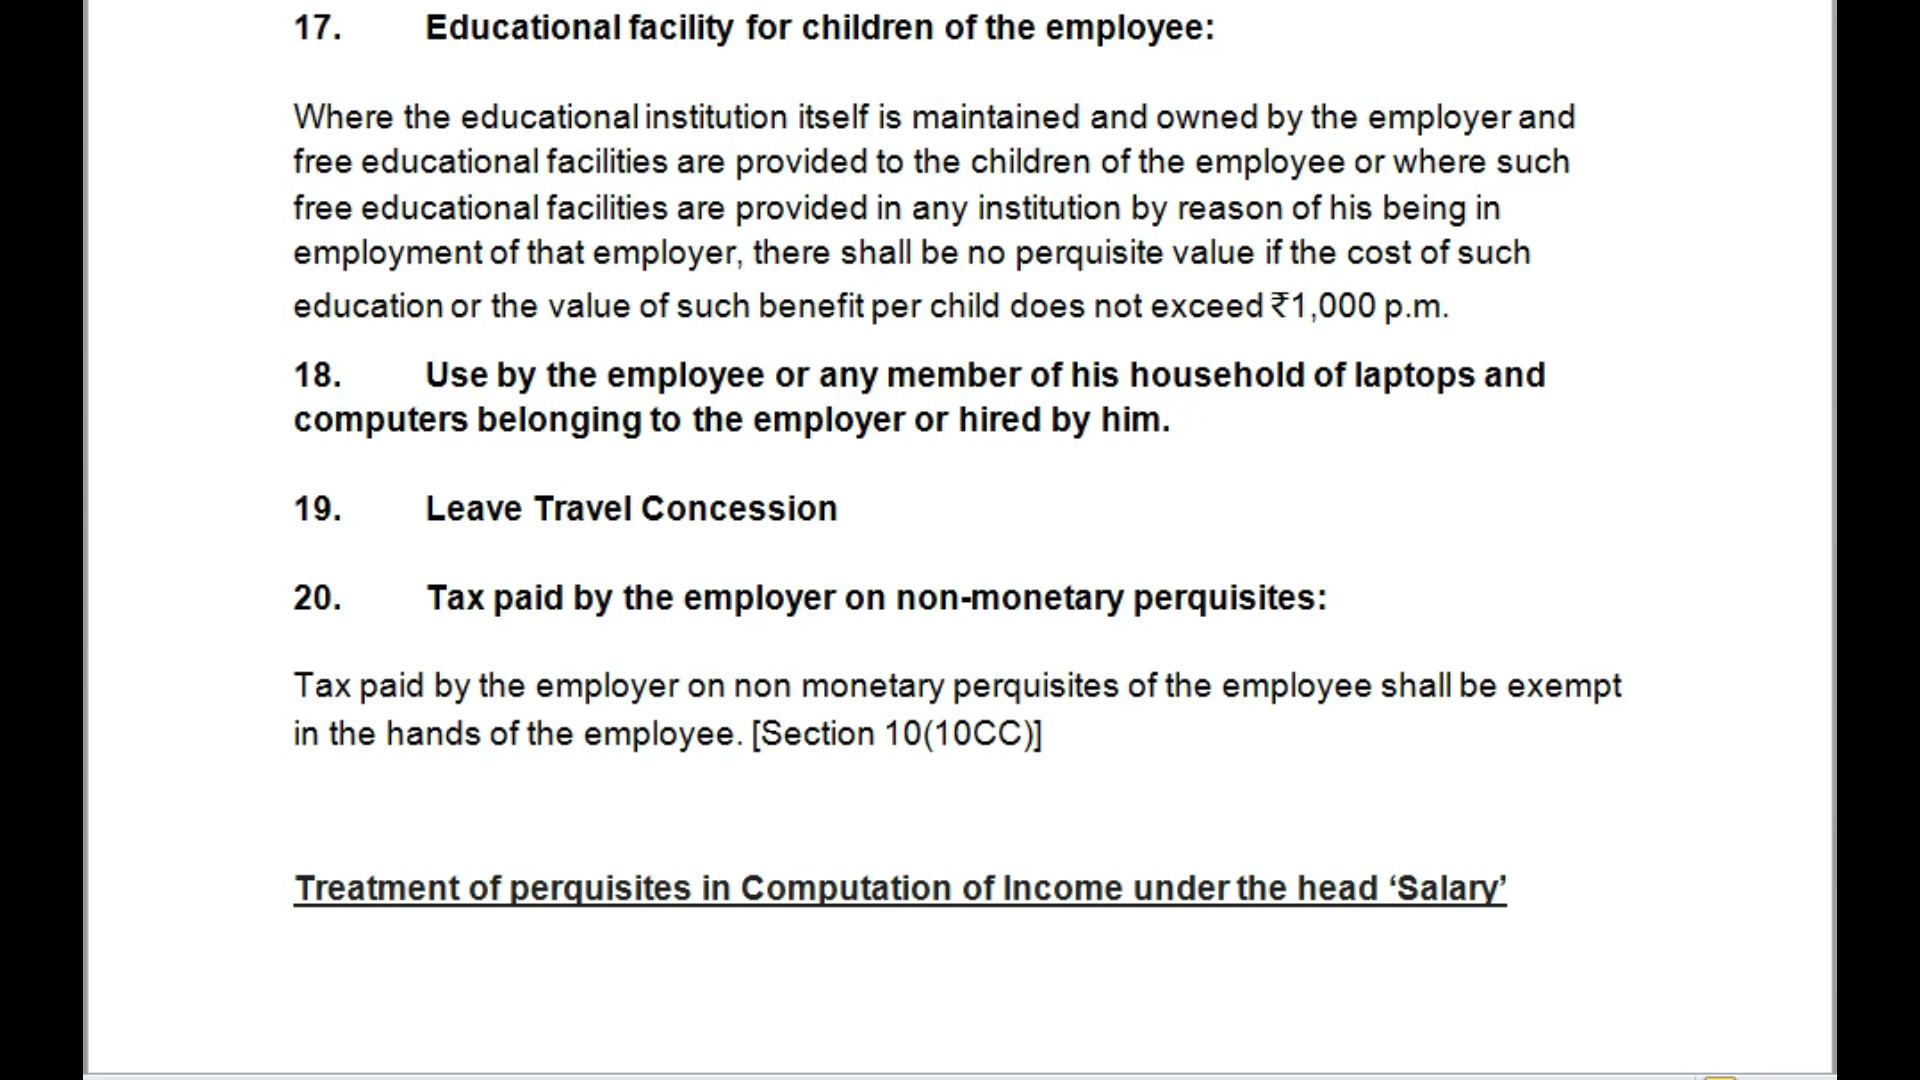 17. Educational facility for children of the employee:
Where the educational institution itself is maintained and owned by the employer and
free educational facilities are provided to the children of the employee or where such
free educational facilities are provided in any institution by reason of his being in
employment of that employer, there shall be no perquisite value if the cost of such
education or the value of such benefit per child does not exceed ₹1,000 p.m.
18. Use by the employee or any member of his household of laptops and
computers belonging to the employer or hired by him.
19. Leave Travel Concession
20. Tax paid by the employer on non-monetary perquisites:
Tax paid by the employer on non monetary perquisites of the employee shall be exempt
in the hands of the employee. [Section 10(10CC)]
Treatment of perquisites in Computation of Income under the head ‘Salary’